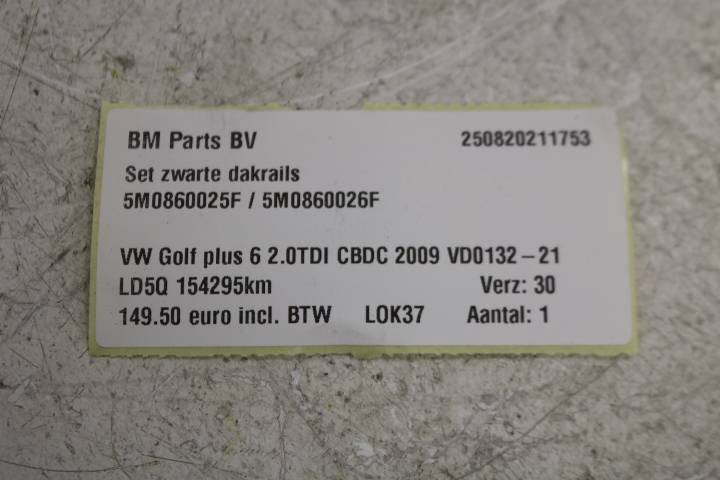 BM Parts BV 250820211753
Set zwarte dakrails
5M0860025F / 5M0860026F
VW Golf plus 6 2.0TDI CBDC 2009 VD0132-21
LD5Q 154295km Verz: 30
149.50 euro incl. BTW LOK37 Aantal: 1